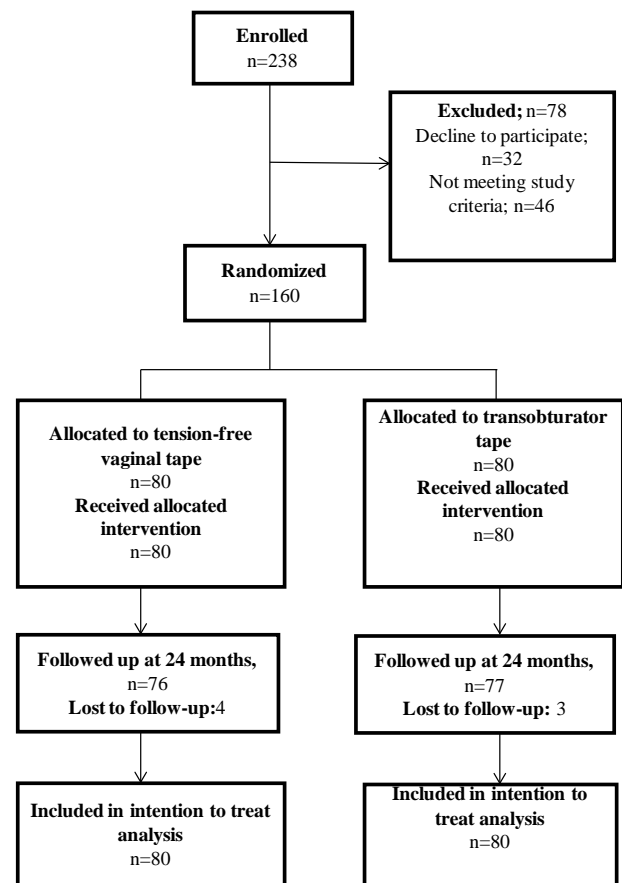 Enrolled
n=238
Excluded; n=78
Decline to participate;
n=32
Not meeting study
criteria; n=46
Randomized
n=160
Allocated to tension-free
vaginal tape
n=80
Received allocated
intervention
n=80
Allocated to transobturator
tape
n=80
Received allocated
intervention
n=80
Followed up at 24 months,
n=76
Lost to follow-up:4
Followed up at 24 months,
n=77
Lost to follow-up: 3
Included in intention to treat
analysis
n=80
Included in intention to
treat analysis
n=80